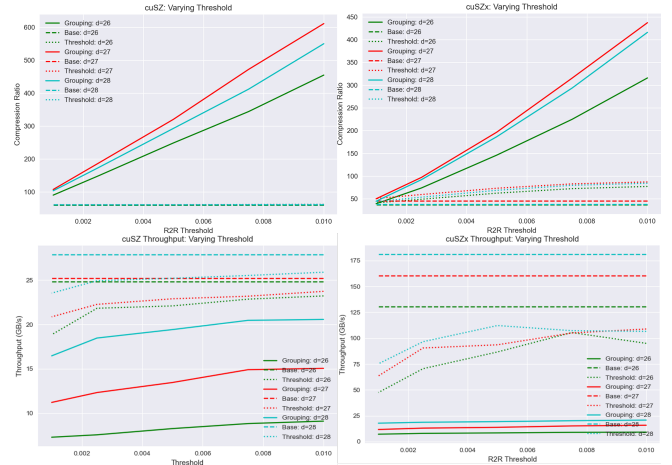 cuSZ: Varying Threshold
Compression Ratio
600
500
400
300
200
100
Grouping: d=26
Base: d=26
Threshold: d=26
Grouping: d=27
Base: d=27
Threshold: d=27
Grouping: d=28
Base: d=28
Threshold: d=28
0.002
0.004
0.006
0.008
0.010
R2R Threshold
cuSZx: Varying Threshold
Compression Ratio
450
400
350
300
250
200
150
100
50
Grouping: d=26
Base: d=26
Threshold: d=26
Grouping: d=27
Base: d=27
Threshold: d=27
Grouping: d=28
Base: d=28
Threshold: d=28
0.002
0.004
0.006
0.008
0.010
R2R Threshold
cuSZ Throughput: Varying Threshold
Throughput (GB/s)
25
20
15
10
Grouping: d=26
Base: d=26
Threshold: d=26
Grouping: d=27
Base: d=27
Threshold: d=27
Grouping: d=28
Base: d=28
Threshold: d=28
0.002
0.004
0.006
0.008
0.010
Threshold
cuSZx Throughput: Varying Threshold
Throughput (GB/s)
175
150
125
100
75
50
25
0
Grouping: d=26
Base: d=26
Threshold: d=26
Grouping: d=27
Base: d=27
Threshold: d=27
Grouping: d=28
Base: d=28
Threshold: d=28
0.002
0.004
0.006
0.008
0.010
R2R Threshold